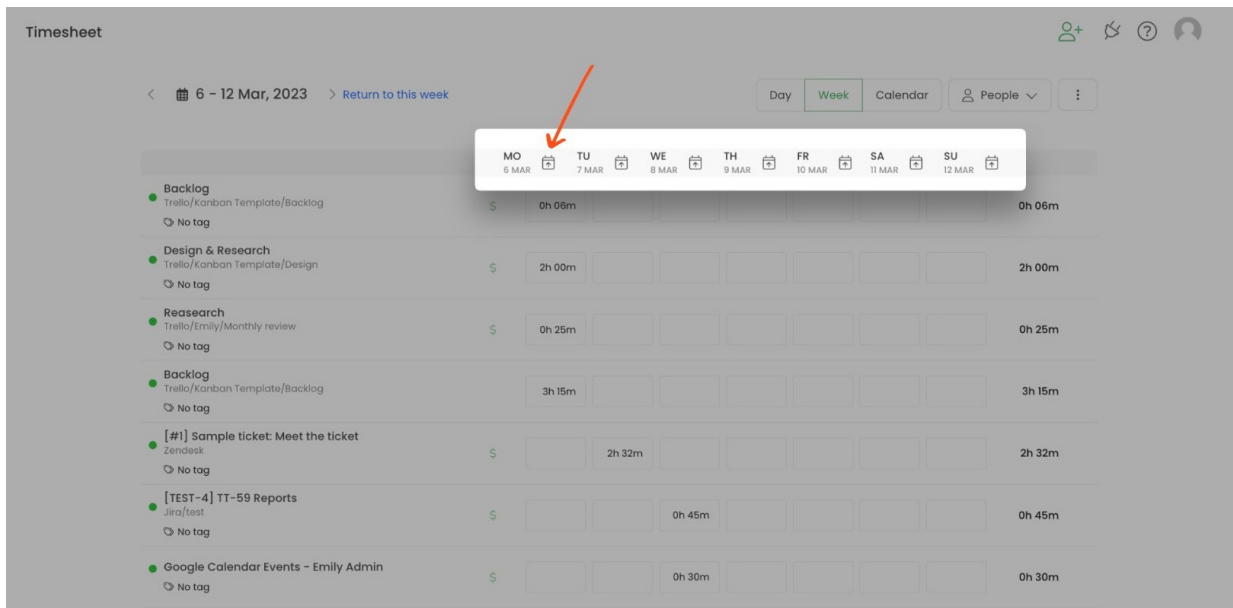 Timesheet
6 - 12 Mar, 2023 Return to this week Day Week Calendar People
MO TU WE TH FR SA SU
6 MAR 7 MAR 8 MAR 9 MAR 10 MAR 11 MAR 12 MAR
Backlog
Trello/Kanban Template/Backlog $ 0h 06m 0h 06m
No tag
Design & Research
Trello/Kanban Template/Design $ 2h 00m 2h 00m
No tag
Reasearch
Trello/Emily/Monthly review $ 0h 25m 0h 25m
No tag
Backlog
Trello/Kanban Template/Backlog 3h 15m 3h 15m
No tag
[#1] Sample ticket: Meet the ticket
Zendesk $ 2h 32m 2h 32m
No tag
[TEST-4] TT-59 Reports
Jira/test $ 0h 45m 0h 45m
No tag
Google Calendar Events - Emily Admin
$ 0h 30m 0h 30m
No tag